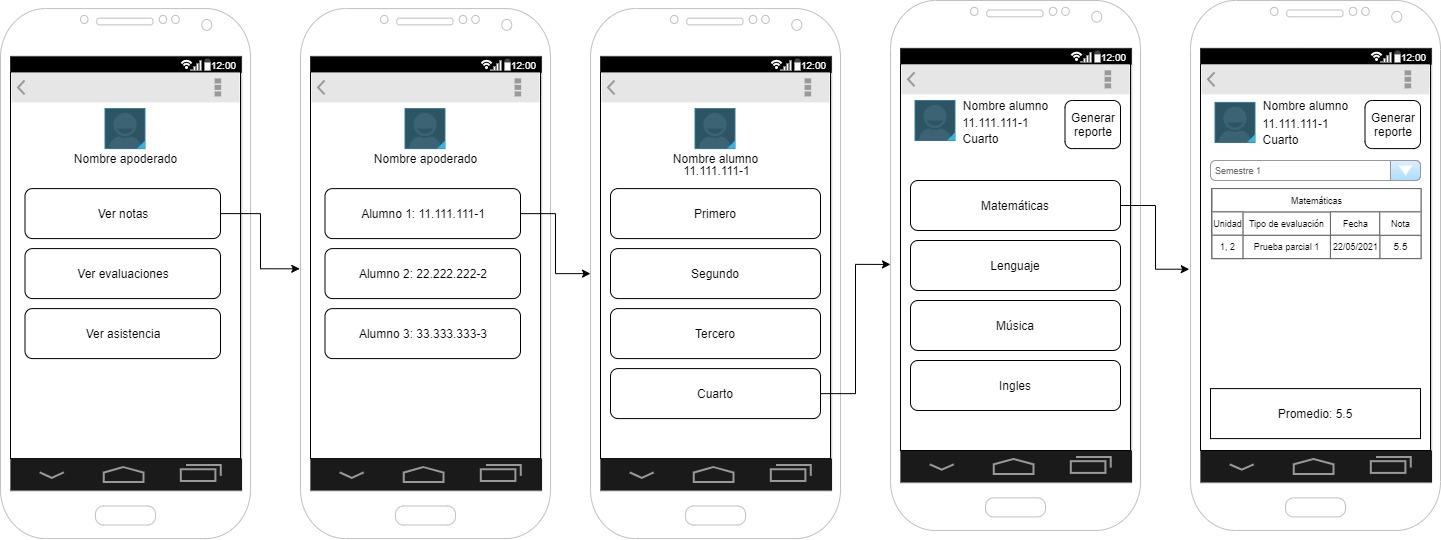 12:00
Nombre apoderado
Ver notas
Ver evaluaciones
Ver asistencia
12:00
Nombre apoderado
Alumno 1: 11.111.111-1
Alumno 2: 22.222.222-2
Alumno 3: 33.333.333-3
12:00
Nombre alumno
11.111.111-1
Primero
Segundo
Tercero
Cuarto
12:00
Nombre alumno
11.111.111-1
Cuarto
Generar
reporte
Matemáticas
Lenguaje
Música
Ingles
12:00
Nombre alumno
11.111.111-1
Cuarto
Generar
reporte
Semestre 1
Matemáticas
Unidad Tipo de evaluación Fecha Nota
1, 2 Prueba parcial 1 22/05/2021 5.5
Promedio: 5.5